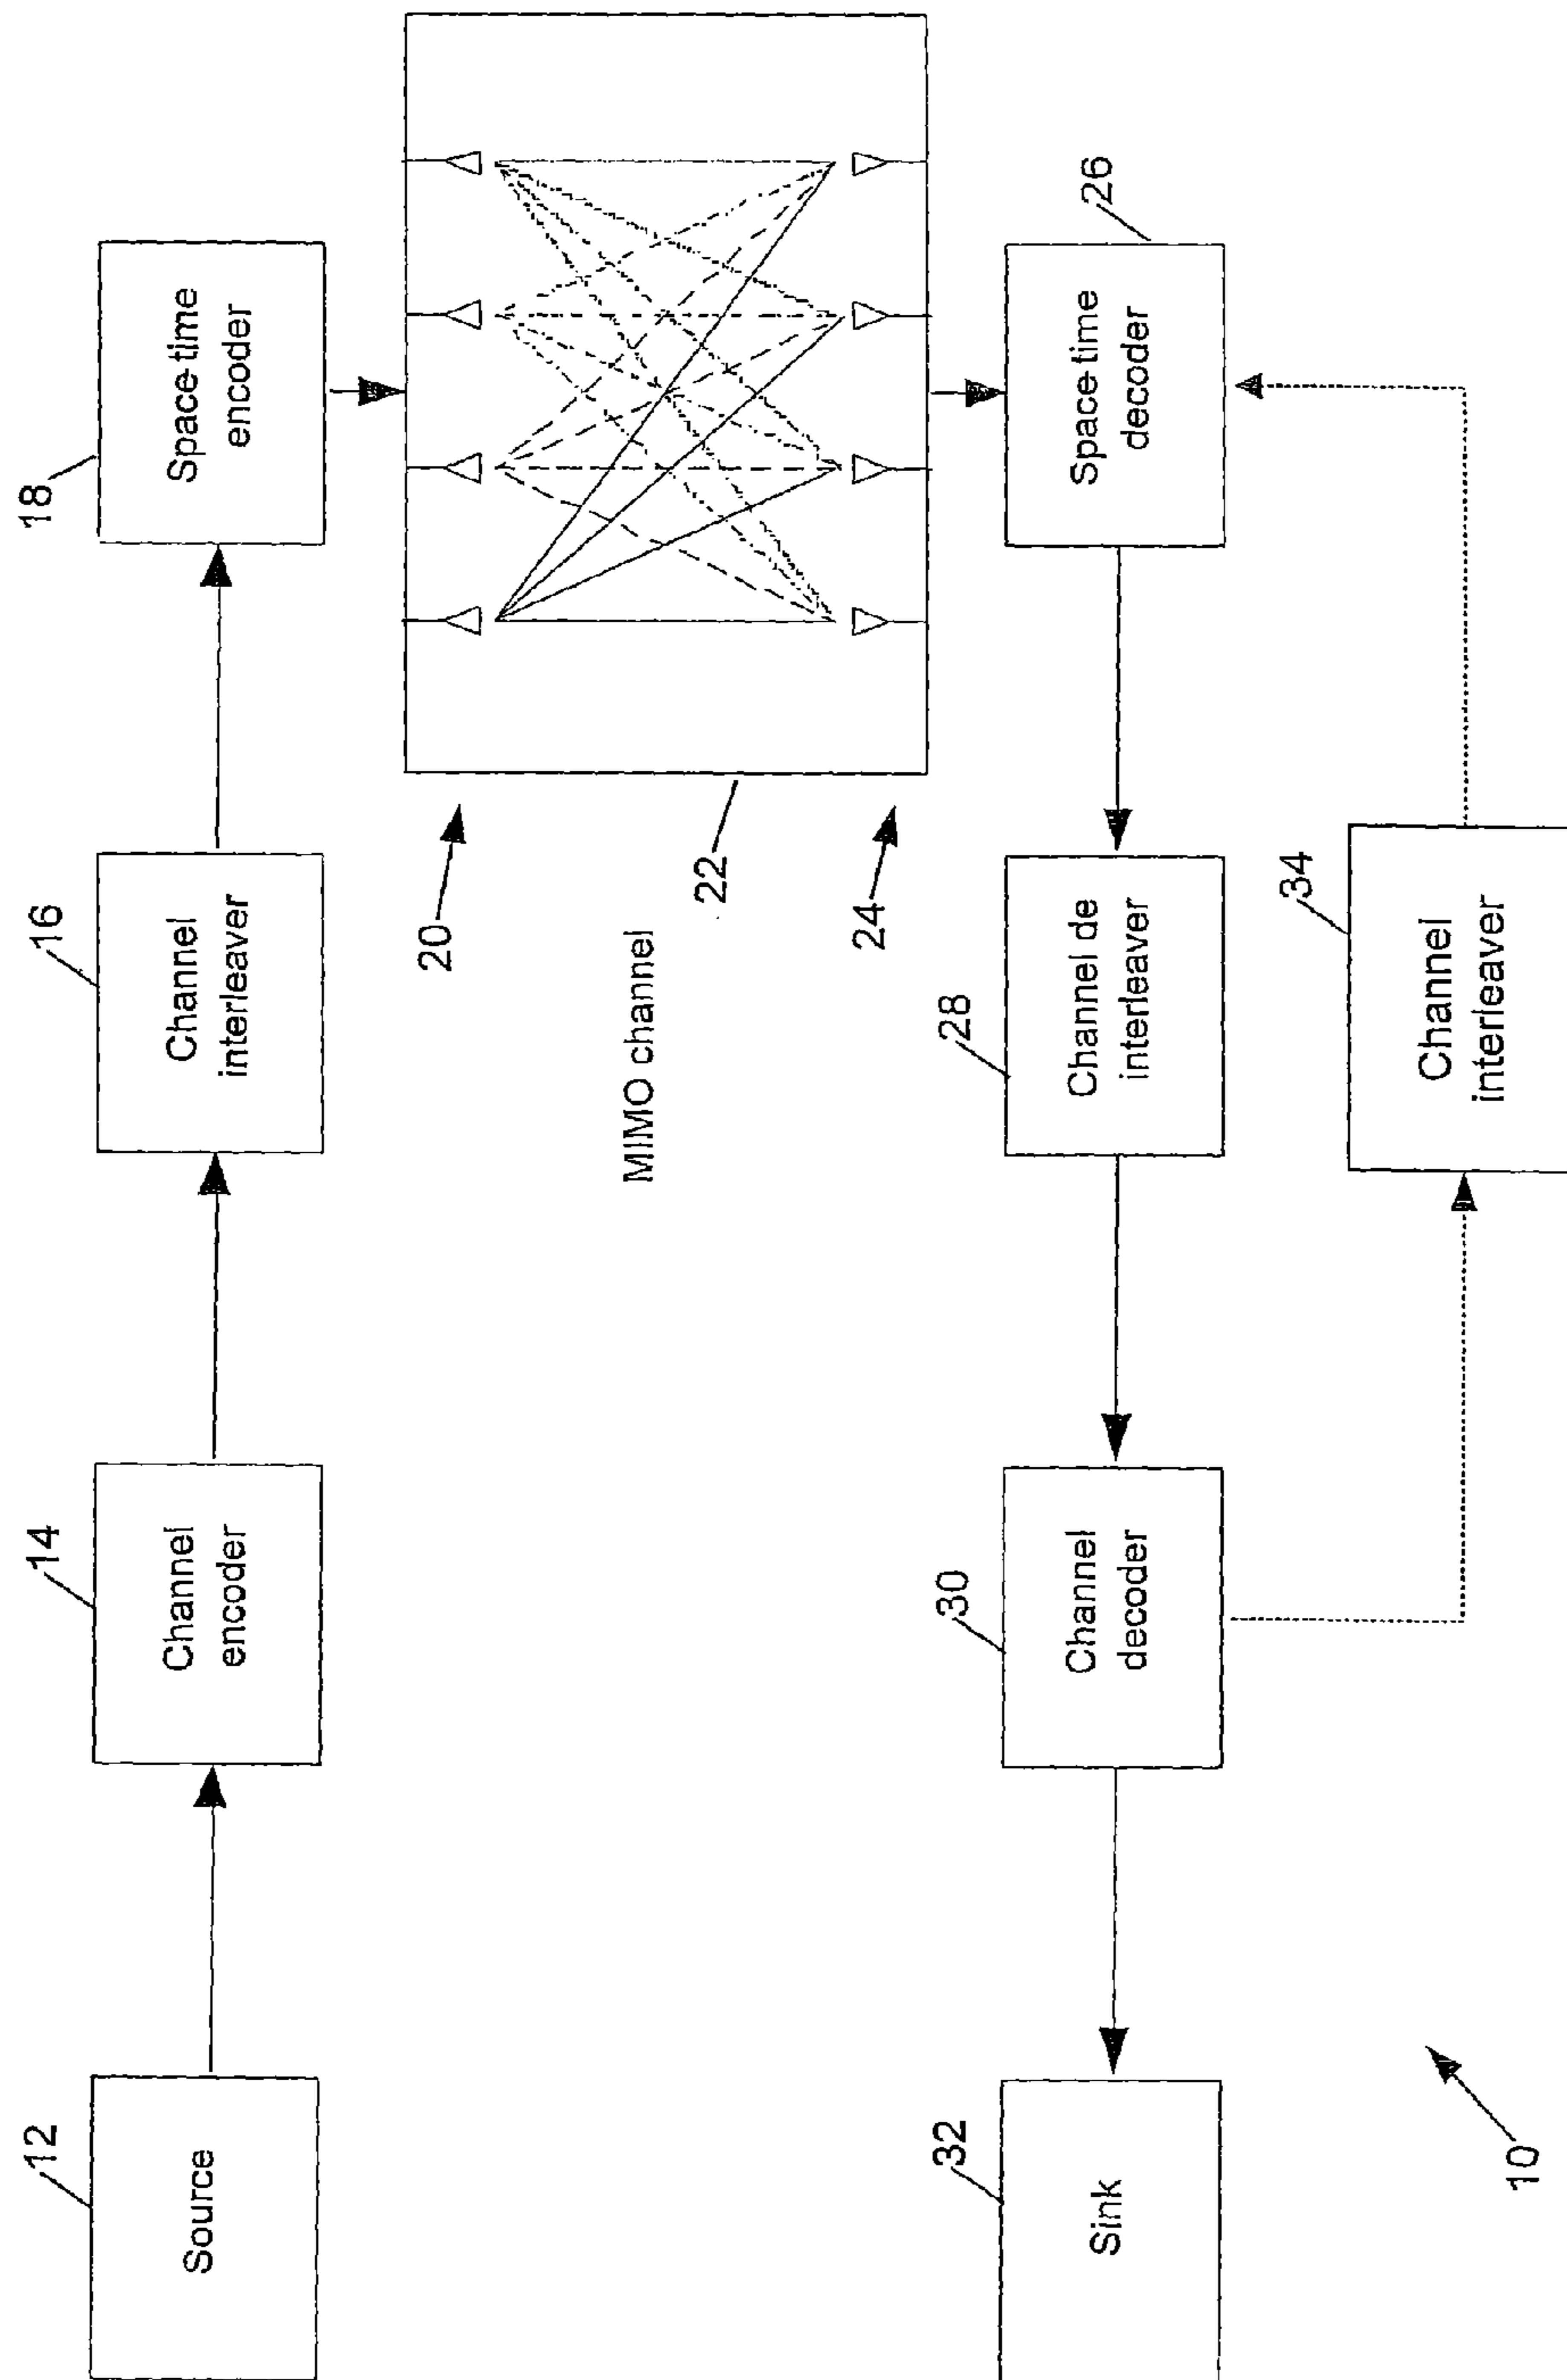 12
Source
14
Channel
encoder
16
Channel
interleaver
18
Space-time
encoder
20
MIMO channel
22
24
32
Sink
30
Channel
decoder
28
Channel de
interleaver
Space-time
decoder
26
34
Channel
interleaver
10